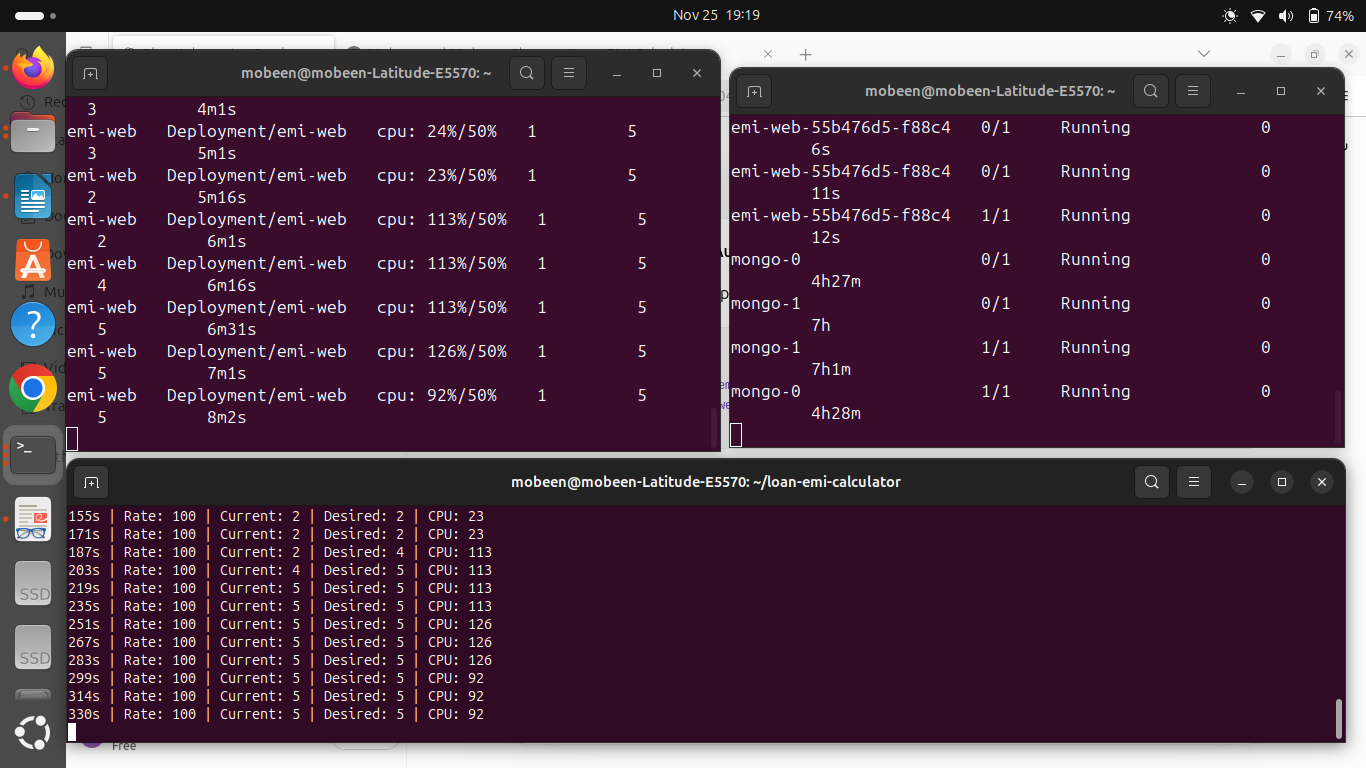 Nov 25 19:19
74%
mobeen@mobeen-Latitude-E5570: ~
3 4m1s
emi-web Deployment/emi-web cpu: 24%/50% 1 5
3 5m1s
emi-web Deployment/emi-web cpu: 23%/50% 1 5
2 5m16s
emi-web Deployment/emi-web cpu: 113%/50% 1 5
2 6m1s
emi-web Deployment/emi-web cpu: 113%/50% 1 5
4 6m16s
emi-web Deployment/emi-web cpu: 113%/50% 1 5
5 6m31s
emi-web Deployment/emi-web cpu: 126%/50% 1 5
5 7m1s
emi-web Deployment/emi-web cpu: 92%/50% 1 5
5 8m2s
mobeen@mobeen-Latitude-E5570: ~
emi-web-55b476d5-f88c4 0/1 Running 0
6s
emi-web-55b476d5-f88c4 0/1 Running 0
11s
emi-web-55b476d5-f88c4 1/1 Running 0
12s
mongo-0 0/1 Running 0
4h27m
mongo-1 0/1 Running 0
7h
mongo-1 1/1 Running 0
7h1m
mongo-0 1/1 Running 0
4h28m
mobeen@mobeen-Latitude-E5570: ~/loan-emi-calculator
155s | Rate: 100 | Current: 2 | Desired: 2 | CPU: 23
171s | Rate: 100 | Current: 2 | Desired: 2 | CPU: 23
187s | Rate: 100 | Current: 2 | Desired: 4 | CPU: 113
203s | Rate: 100 | Current: 4 | Desired: 5 | CPU: 113
219s | Rate: 100 | Current: 5 | Desired: 5 | CPU: 113
235s | Rate: 100 | Current: 5 | Desired: 5 | CPU: 113
251s | Rate: 100 | Current: 5 | Desired: 5 | CPU: 126
267s | Rate: 100 | Current: 5 | Desired: 5 | CPU: 126
283s | Rate: 100 | Current: 5 | Desired: 5 | CPU: 126
299s | Rate: 100 | Current: 5 | Desired: 5 | CPU: 92
314s | Rate: 100 | Current: 5 | Desired: 5 | CPU: 92
330s | Rate: 100 | Current: 5 | Desired: 5 | CPU: 92
SSD
SSD
Free